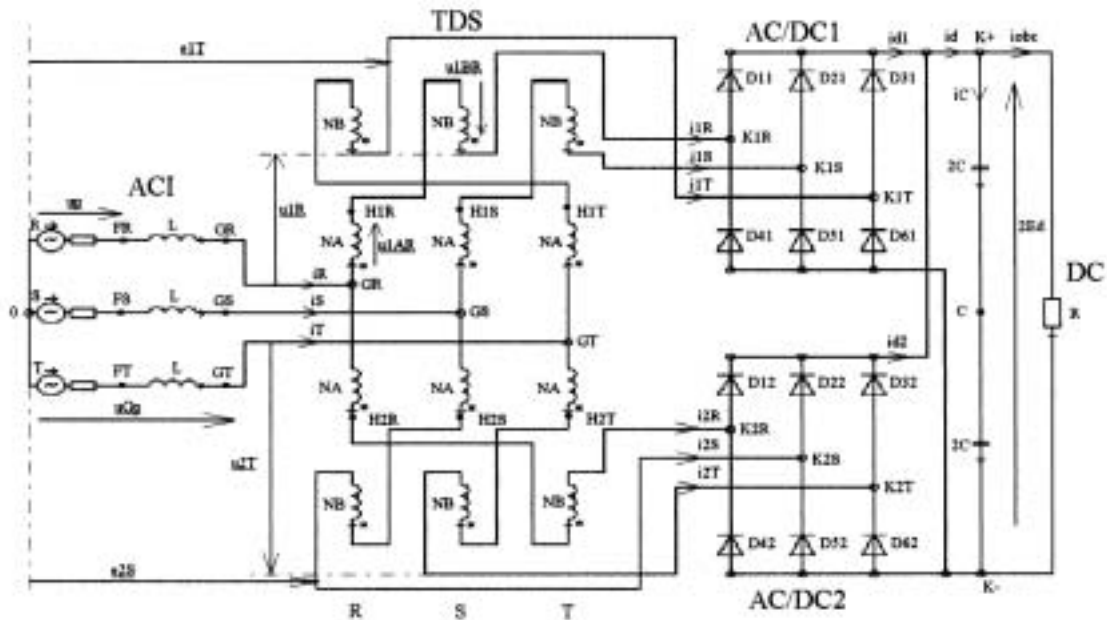 TDS
AC/DC1
id1 id K+ iobc
D11 D21 D31
NB NB NB
u1BR
iC
i1R K1R
i1S K1S
i1T K1T
2C
ACI
u1R
H1R H1S H1T
NA NA NA
u1AR
R FR L GR
iR GR
D41 D51 D61
DC
0 S FS L GS
iS GS
C R
iT GT
id2
T FT L GT
NA NA NA
D12 D22 D32
H2R H2S H2T
i2R K2R
i2S K2S
i2T K2T
2C
u2T
NB NB NB
D42 D52 D62
K-
AC/DC2
R S T